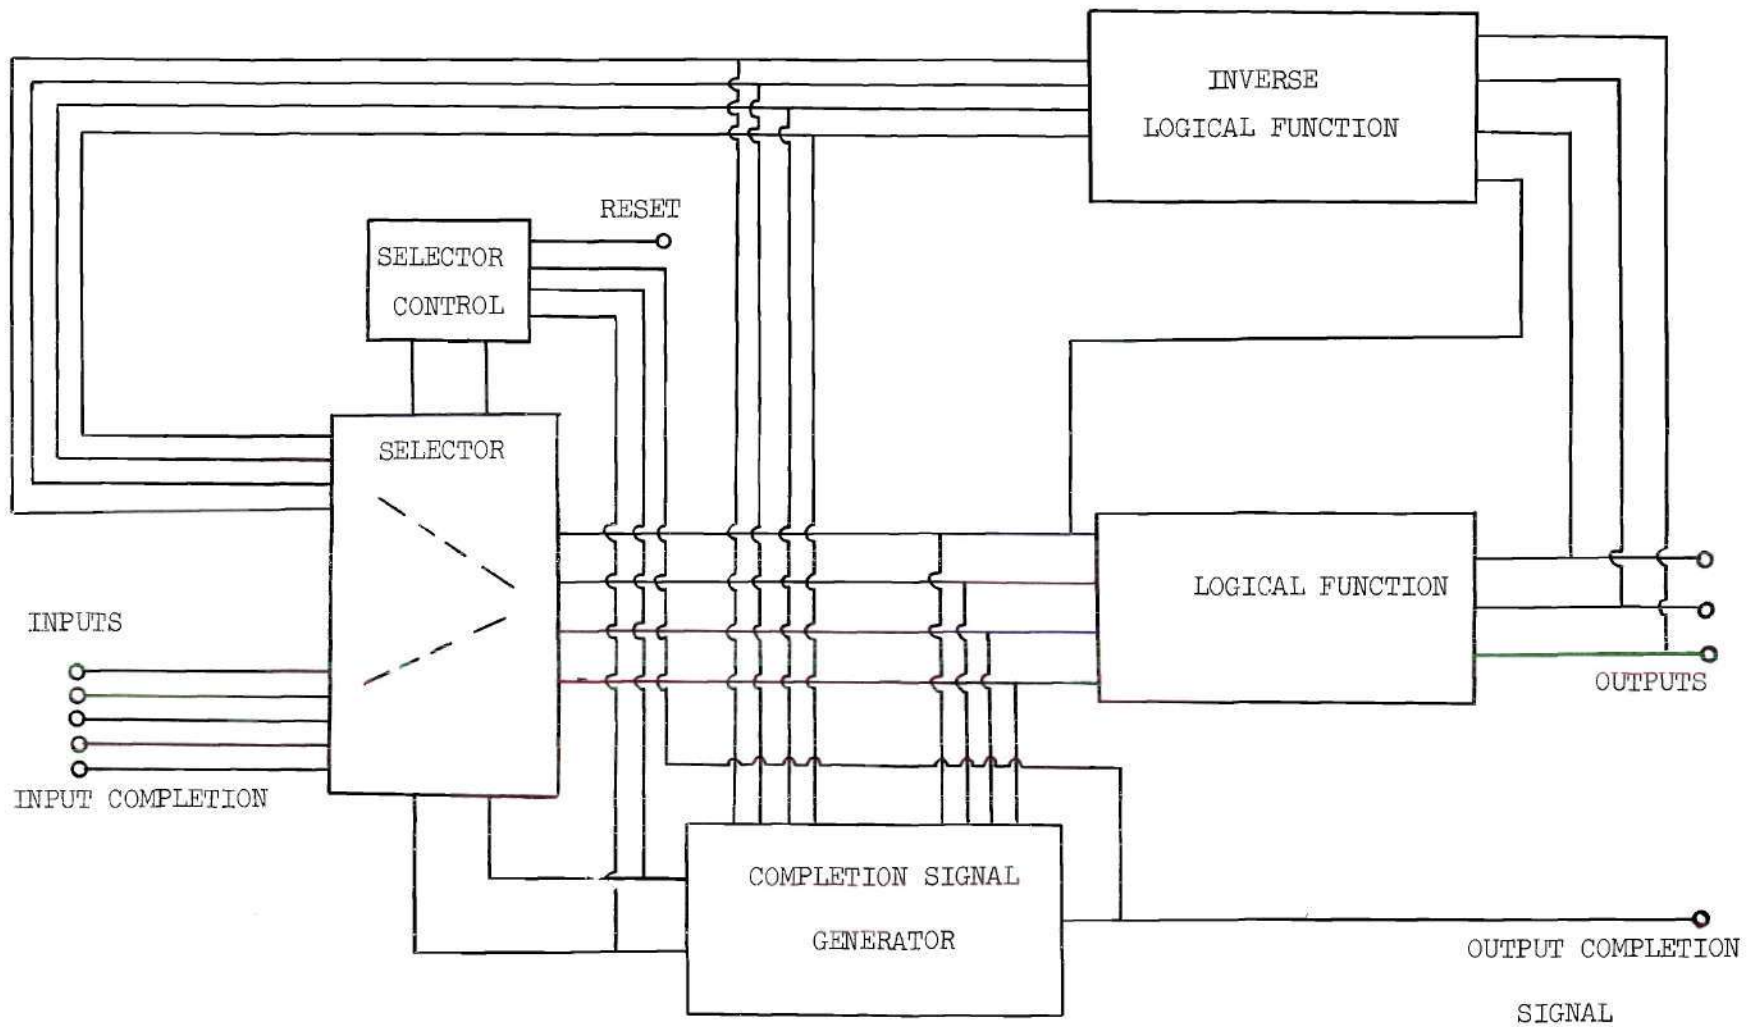 INVERSE
LOGICAL FUNCTION
RESET
SELECTOR
CONTROL
SELECTOR
LOGICAL FUNCTION
INPUTS
OUTPUTS
INPUT COMPLETION
COMPLETION SIGNAL
GENERATOR
OUTPUT COMPLETION
SIGNAL